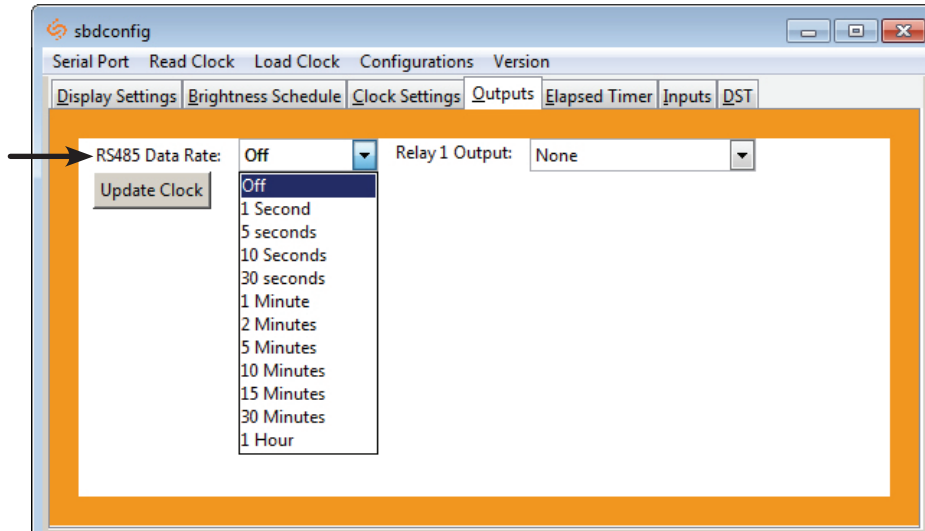 sbdconfig
Serial Port Read Clock Load Clock Configurations Version
Display Settings Brightness Schedule Clock Settings Outputs Elapsed Timer Inputs DST
RS485 Data Rate: Off Relay 1 Output: None
Update Clock
Off
1 Second
5 seconds
10 Seconds
30 seconds
1 Minute
2 Minutes
5 Minutes
10 Minutes
15 Minutes
30 Minutes
1 Hour